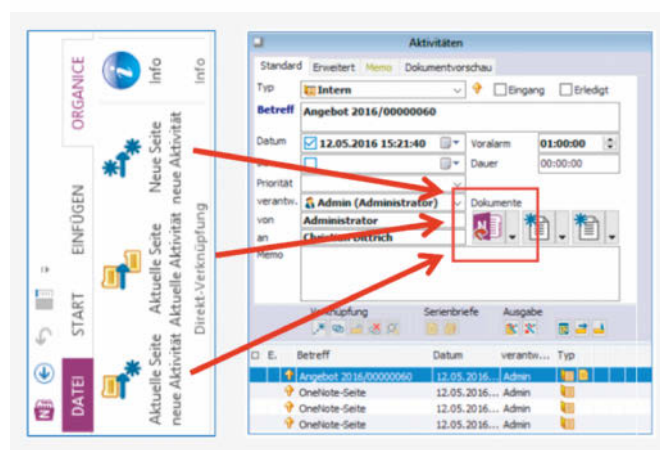 DATEI START EINFÜGEN ORGANICE
Aktuelle Seite
neue Aktivität
Aktuelle Seite
Aktuelle Aktivität
Neue Seite
neue Aktivität
Info
Direkt-Verknüpfung
Info
Aktivitäten
Standard Erweitert Memo Dokumentvorschau
Typ Intern Eingang Erledigt
Betreff Angebot 2016/00000060
Datum 12.05.2016 15:21:40 Voralarm 01:00:00
Dauer 00:00:00
Priorität
verantw. Admin (Administrator) Dokumente
von Administrator
an Christian Dittrich
Memo
Verknüpfung Serienbriefe Ausgabe
E. Betreff Datum verantw... Typ
Angebot 2016/00000060 12.05.2016... Admin
OneNote-Seite 12.05.2016... Admin
OneNote-Seite 12.05.2016... Admin
OneNote-Seite 12.05.2016... Admin